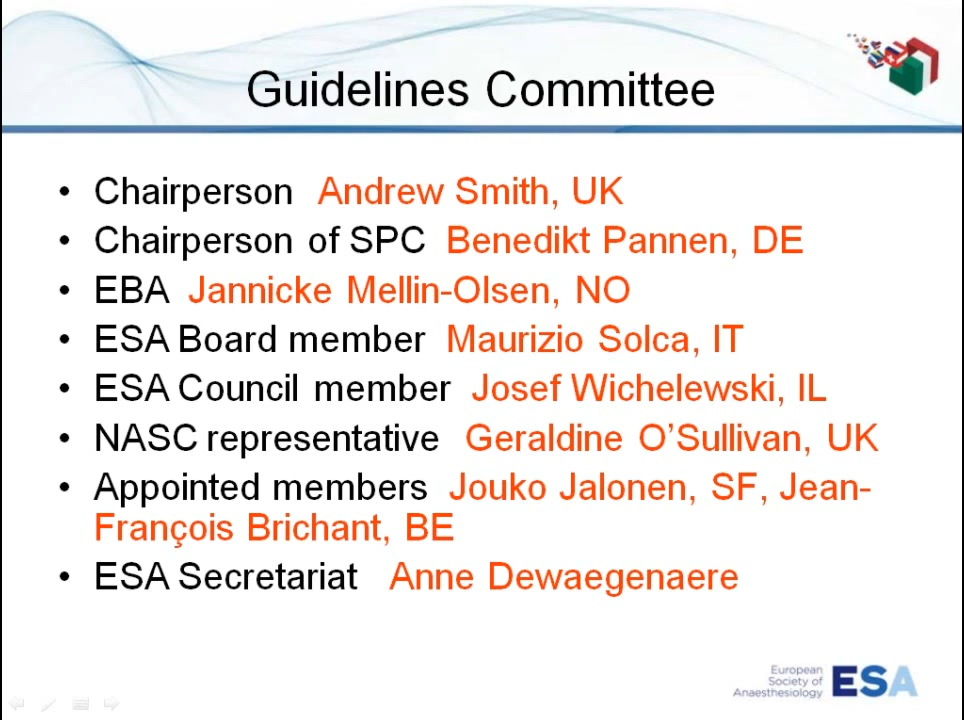 Guidelines Committee
• Chairperson Andrew Smith, UK
• Chairperson of SPC Benedikt Pannen, DE
• EBA Jannicke Mellin-Olsen, NO
• ESA Board member Maurizio Solca, IT
• ESA Council member Josef Wichelewski, IL
• NASC representative Geraldine O’Sullivan, UK
• Appointed members Jouko Jalonen, SF, Jean-
François Brichant, BE
• ESA Secretariat Anne Dewaegenaere
European
Society of
Anaesthesiology
ESA